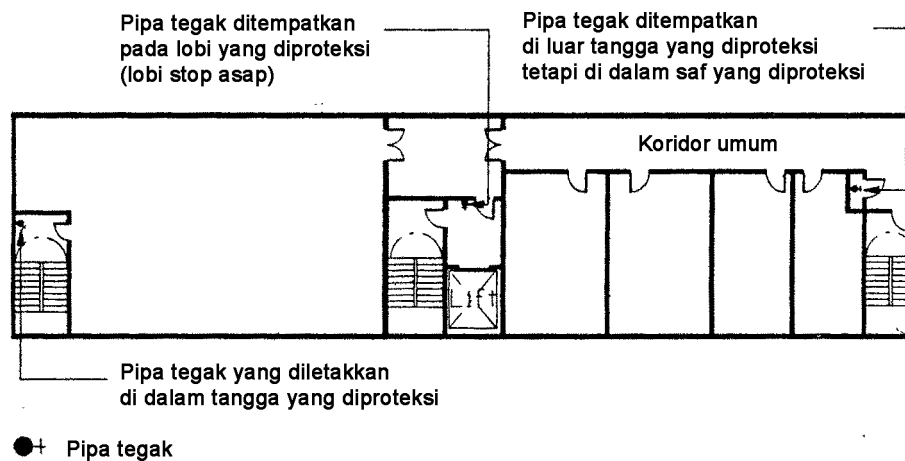 Pipa tegak ditempatkan
pada lobi yang diproteksi
(lobi stop asap)
Pipa tegak ditempatkan
di luar tangga yang diproteksi
tetapi di dalam saf yang diproteksi
Koridor umum
Pipa tegak yang diletakkan
di dalam tangga yang diproteksi
Pipa tegak